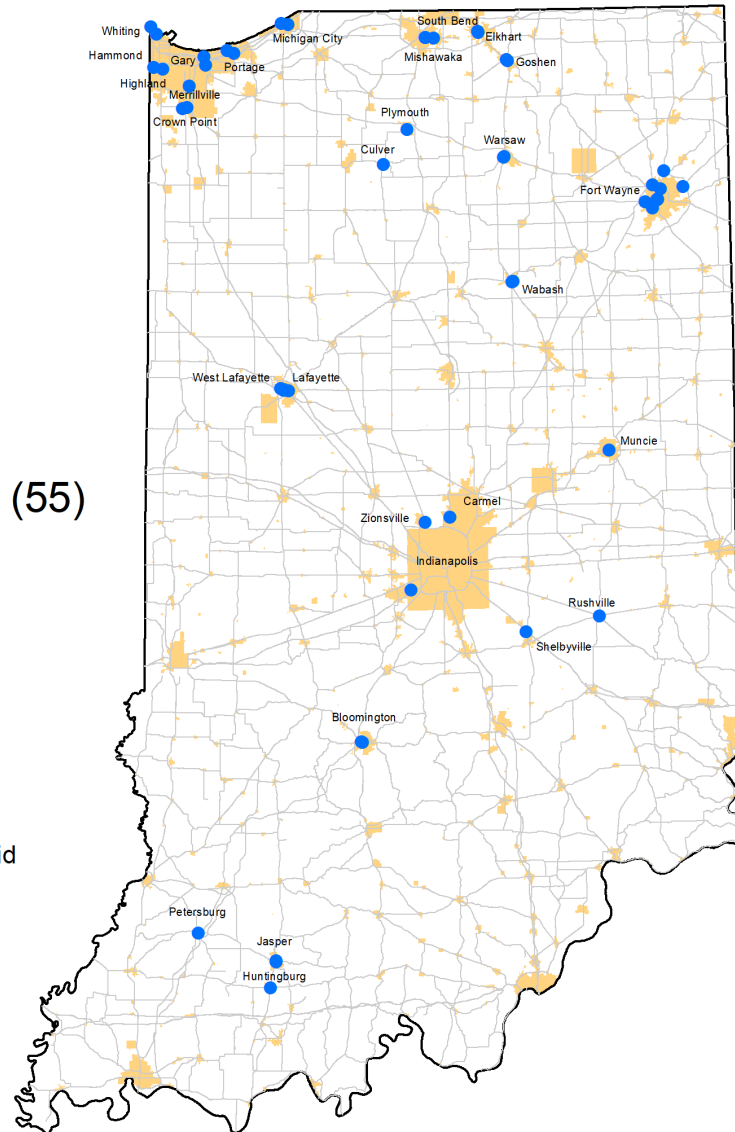 South Bend
Whiting
Michigan City
Elkhart
Hammond
Gary
Portage
Mishawaka
Goshen
Highland
Merrillville
Crown Point
Plymouth
Warsaw
Culver
Fort Wayne
Wabash
West Lafayette
Lafayette
Muncie
(55)
Carmel
Zionsville
Indianapolis
Rushville
Shelbyville
Bloomington
id
Petersburg
Jasper
Huntingburg